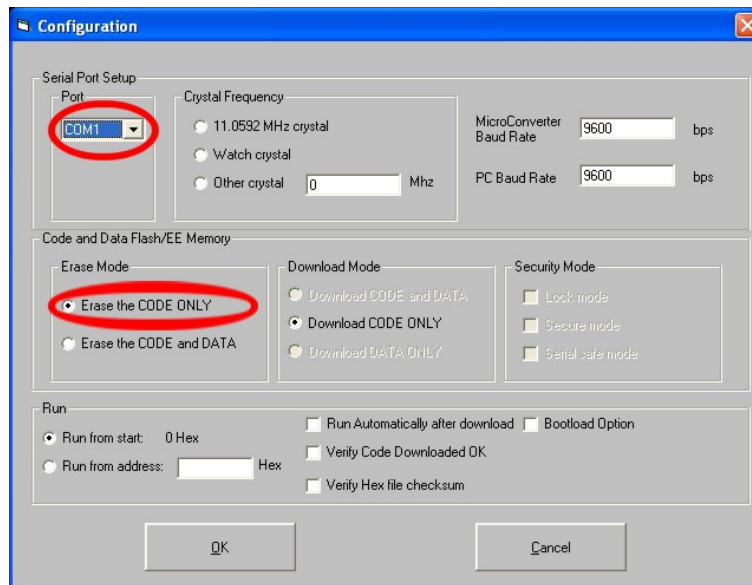 Configuration
Serial Port Setup
Port
COM1
Crystal Frequency
11.0592 MHz crystal
Watch crystal
Other crystal 0 Mhz
MicroConverter
Baud Rate 9600 bps
PC Baud Rate 9600 bps
Code and Data Flash/EE Memory
Erase Mode
Erase the CODE ONLY
Erase the CODE and DATA
Download Mode
Download CODE and DATA
Download CODE ONLY
Download DATA ONLY
Security Mode
Lock mode
Secure mode
Serial safe mode
Run
Run from start: 0 Hex
Run from address: Hex
Run Automatically after download
Bootload Option
Verify Code Downloaded OK
Verify Hex file checksum
OK
Cancel